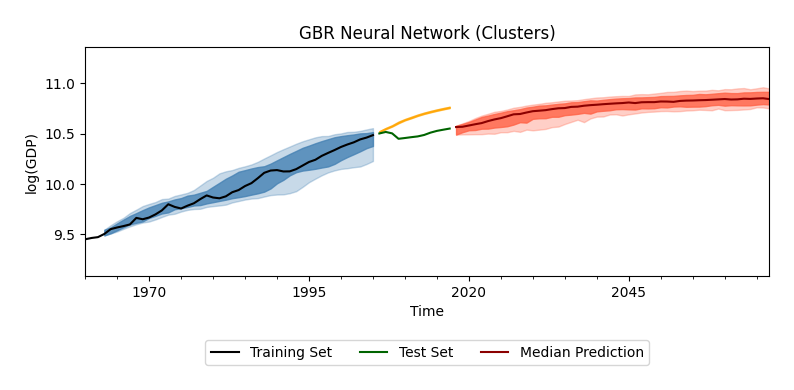 GBR Neural Network (Clusters)
log(GDP)
11.0
10.5
10.0
9.5
1970 1995 2020 2045
Time
Training Set Test Set Median Prediction